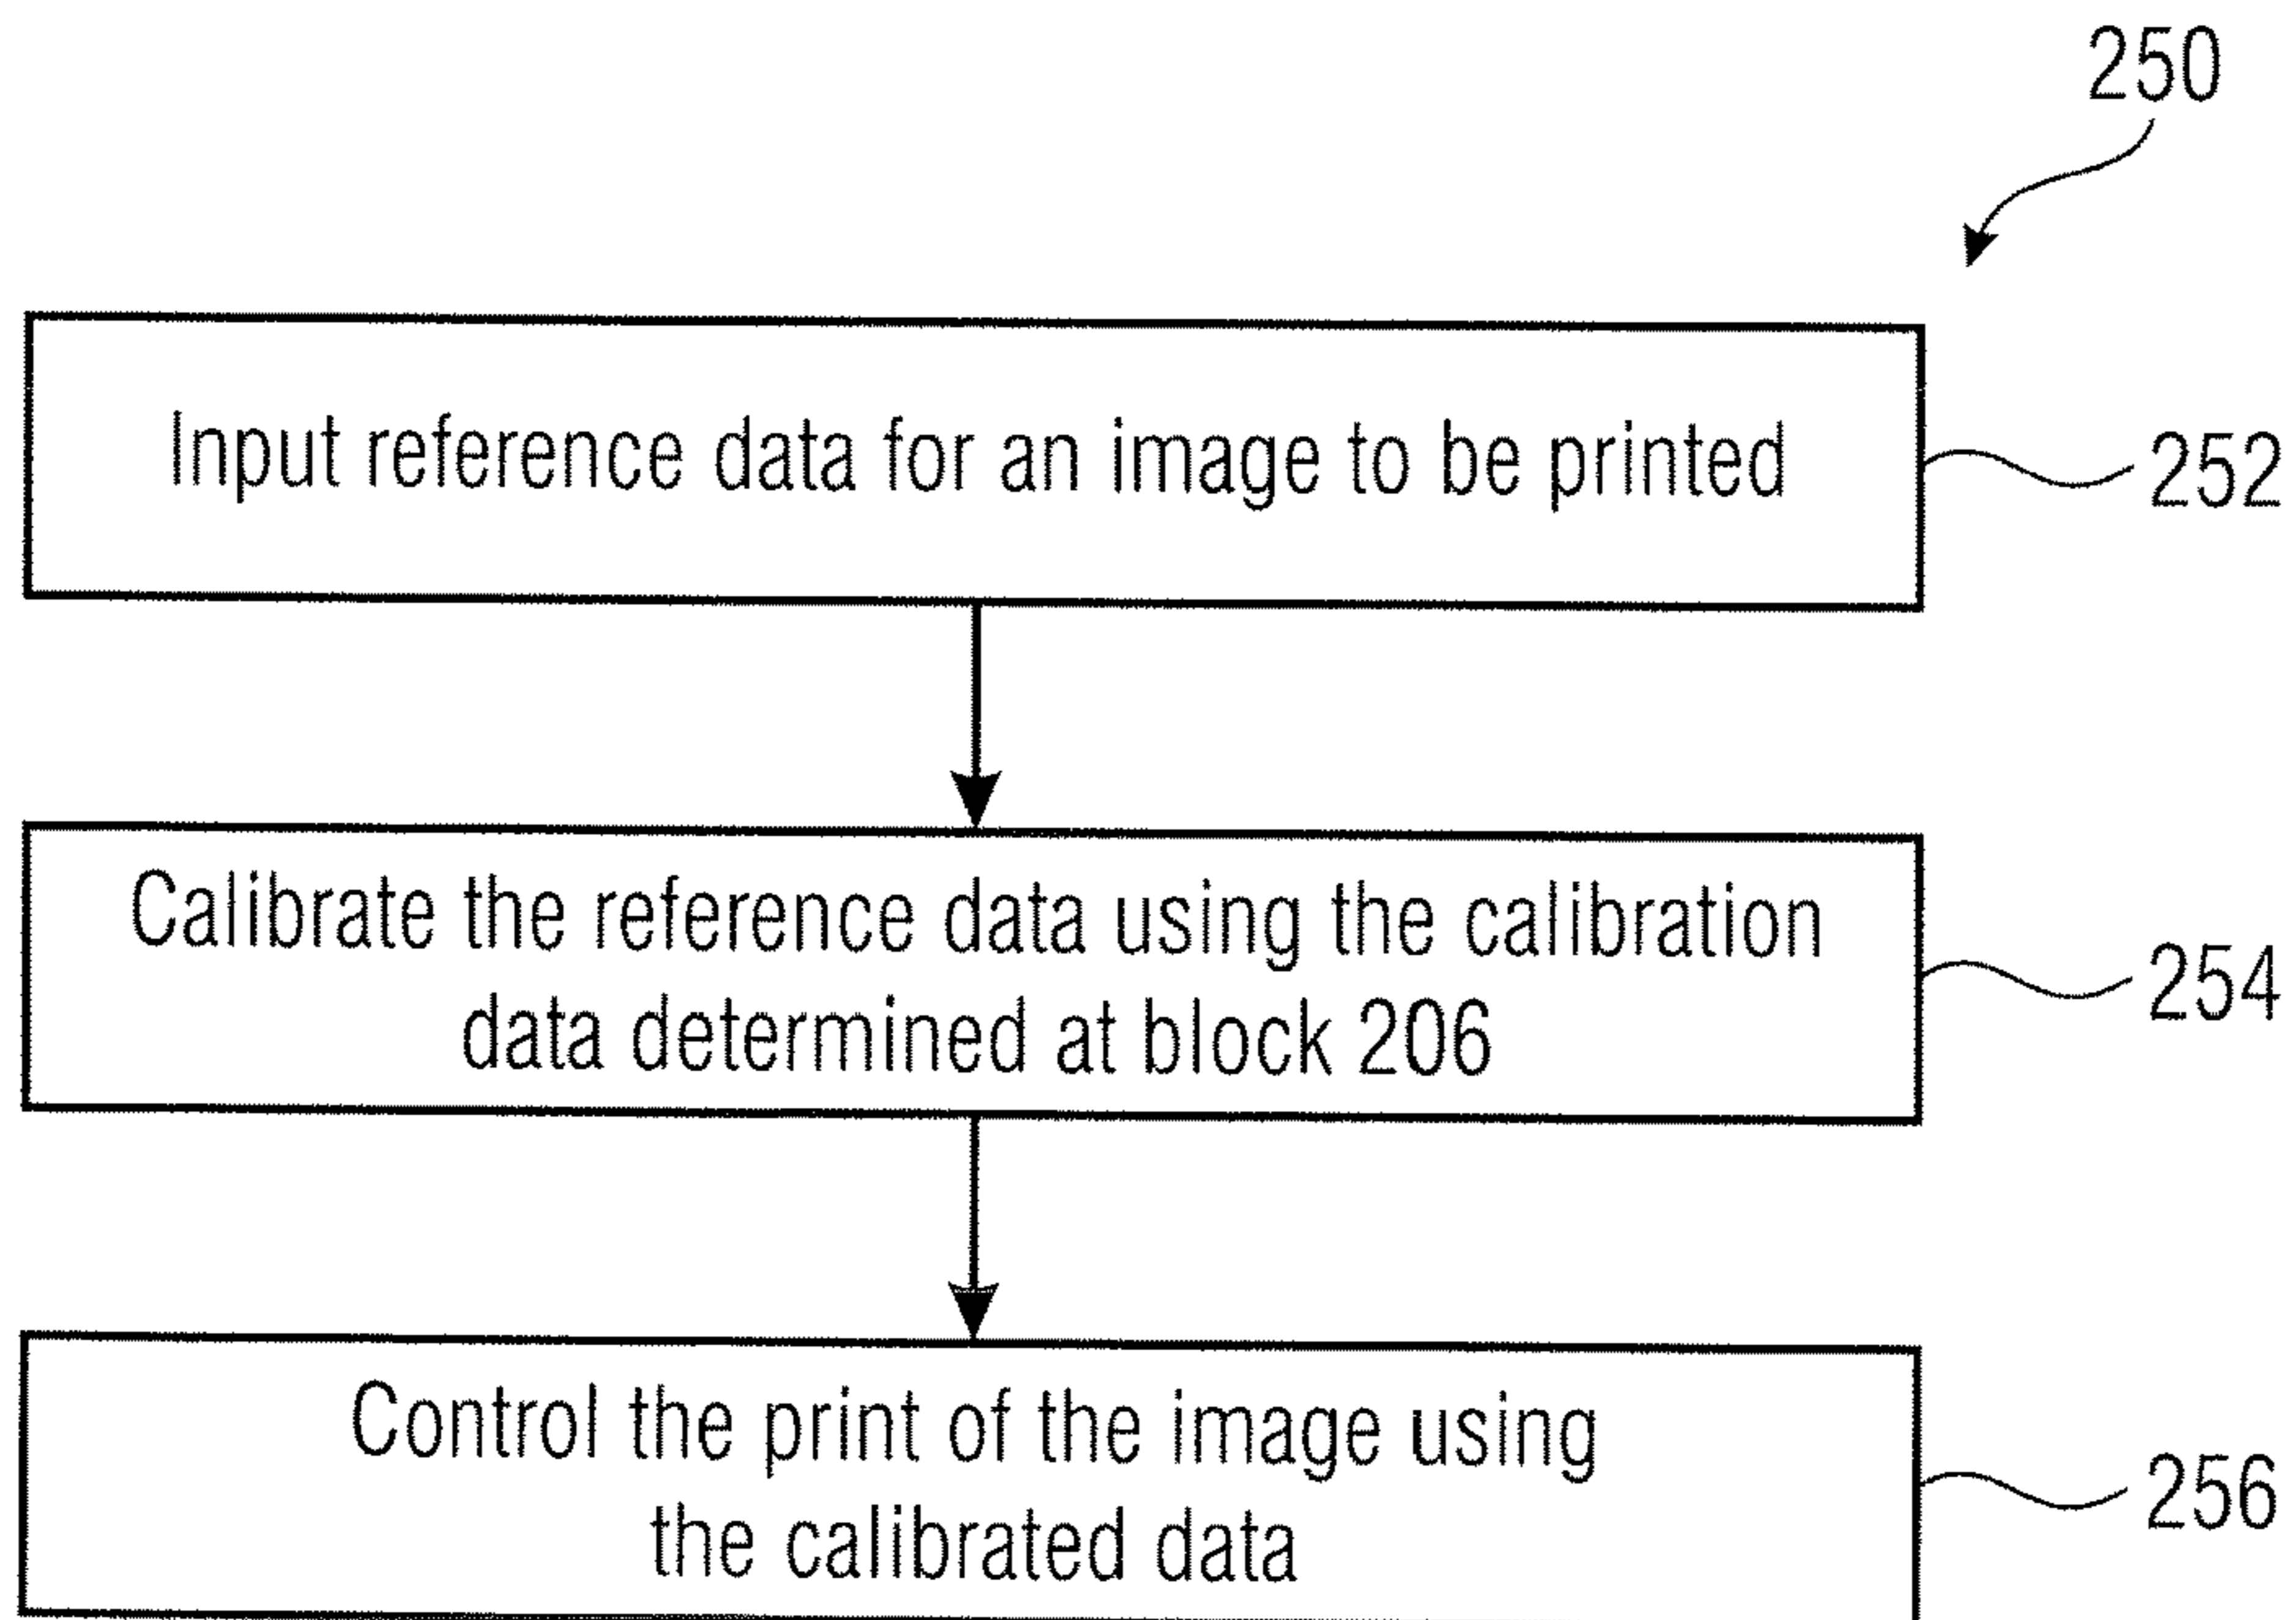 250
Input reference data for an image to be printed
252
Calibrate the reference data using the calibration
data determined at block 206
254
Control the print of the image using
the calibrated data
256